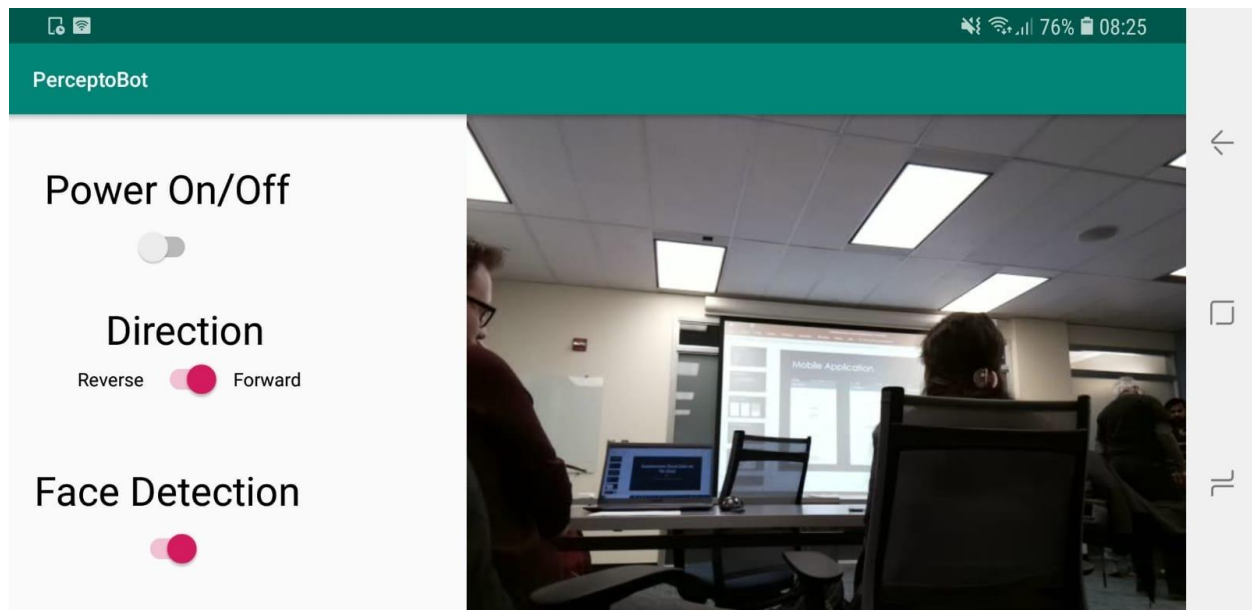 76% 08:25
PerceptoBot
Power On/Off
Direction
Reverse Forward
Face Detection
Mobile Application